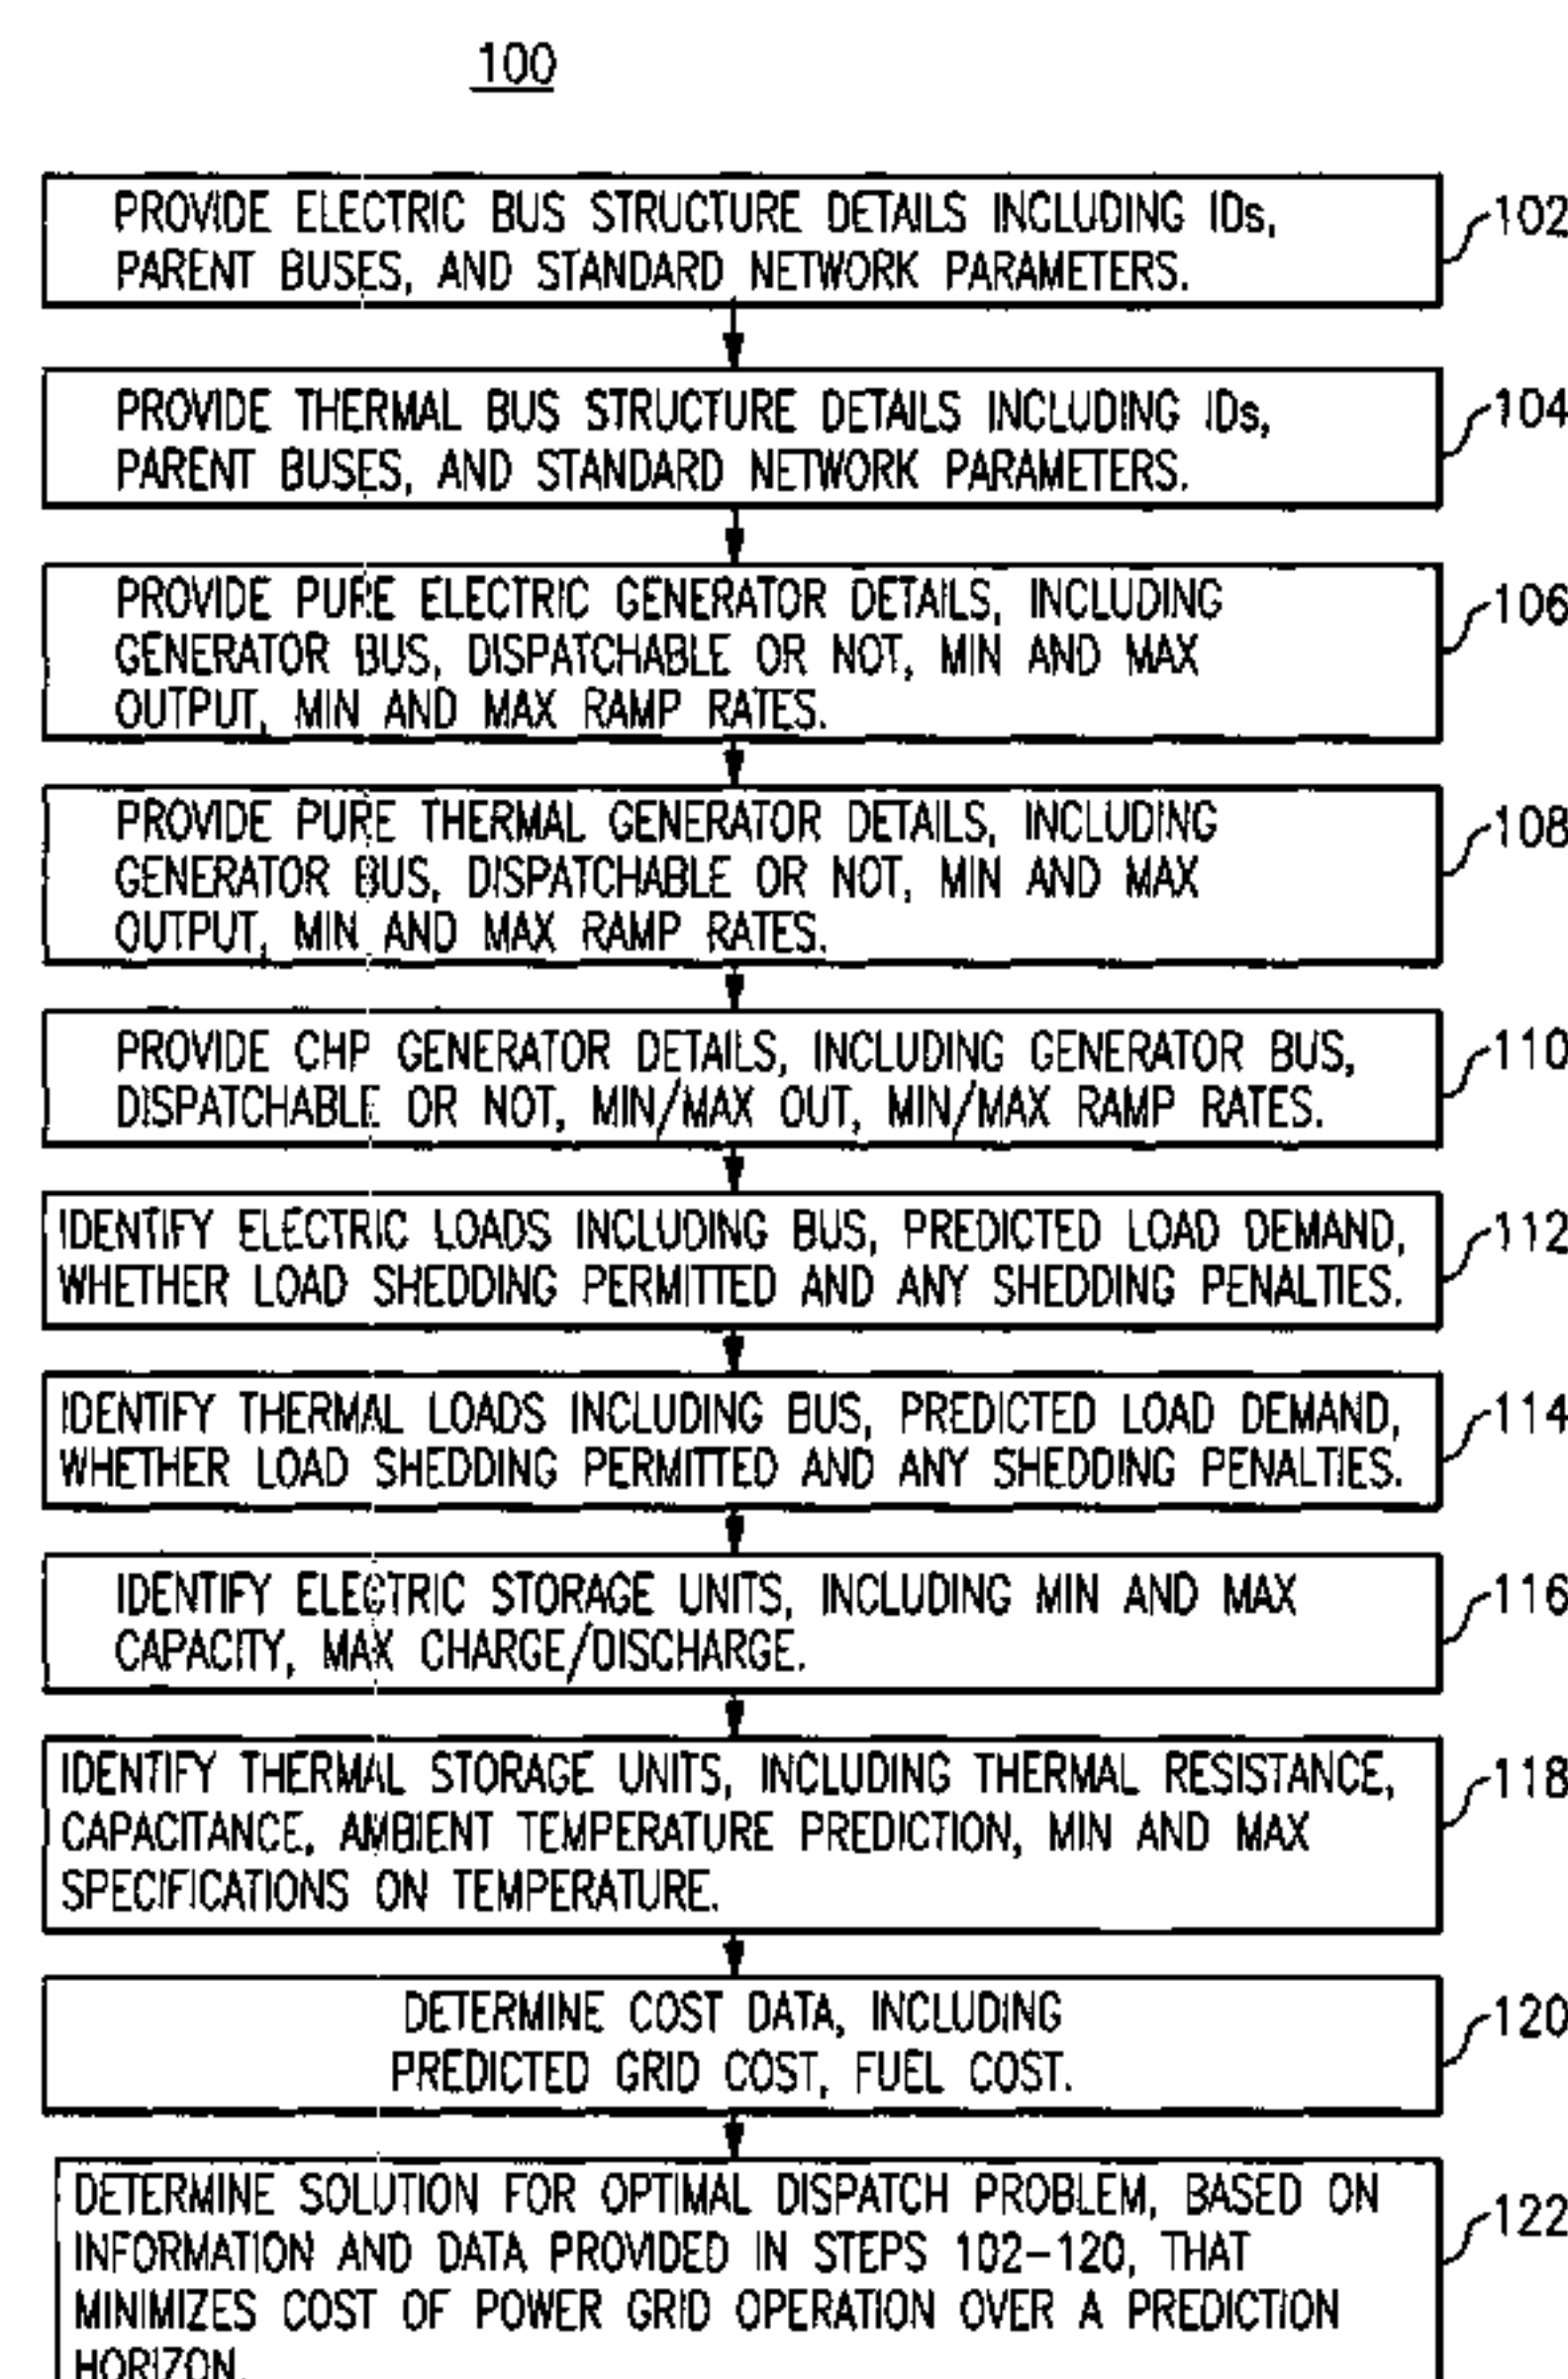 100
PROVIDE ELECTRIC BUS STRUCTURE DETAILS INCLUDING IDs,
PARENT BUSES, AND STANDARD NETWORK PARAMETERS.
102
PROVIDE THERMAL BUS STRUCTURE DETAILS INCLUDING IDs,
PARENT BUSES, AND STANDARD NETWORK PARAMETERS.
104
PROVIDE PURE ELECTRIC GENERATOR DETAILS, INCLUDING
GENERATOR BUS, DISPATCHABLE OR NOT, MIN AND MAX
OUTPUT, MIN AND MAX RAMP RATES.
106
PROVIDE PURE THERMAL GENERATOR DETAILS, INCLUDING
GENERATOR BUS, DISPATCHABLE OR NOT, MIN AND MAX
OUTPUT, MIN AND MAX RAMP RATES.
108
PROVIDE CHP GENERATOR DETAILS, INCLUDING GENERATOR BUS,
DISPATCHABLE OR NOT, MIN/MAX OUT, MIN/MAX RAMP RATES.
110
IDENTIFY ELECTRIC LOADS INCLUDING BUS, PREDICTED LOAD DEMAND,
WHETHER LOAD SHEDDING PERMITTED AND ANY SHEDDING PENALTIES.
112
IDENTIFY THERMAL LOADS INCLUDING BUS, PREDICTED LOAD DEMAND,
WHETHER LOAD SHEDDING PERMITTED AND ANY SHEDDING PENALTIES.
114
IDENTIFY ELECTRIC STORAGE UNITS, INCLUDING MIN AND MAX
CAPACITY, MAX CHARGE/DISCHARGE.
116
IDENTIFY THERMAL STORAGE UNITS, INCLUDING THERMAL RESISTANCE,
CAPACITANCE, AMBIENT TEMPERATURE PREDICTION, MIN AND MAX
SPECIFICATIONS ON TEMPERATURE.
118
DETERMINE COST DATA, INCLUDING
PREDICTED GRID COST, FUEL COST.
120
DETERMINE SOLUTION FOR OPTIMAL DISPATCH PROBLEM, BASED ON
INFORMATION AND DATA PROVIDED IN STEPS 102-120, THAT
MINIMIZES COST OF POWER GRID OPERATION OVER A PREDICTION
HORIZON.
122